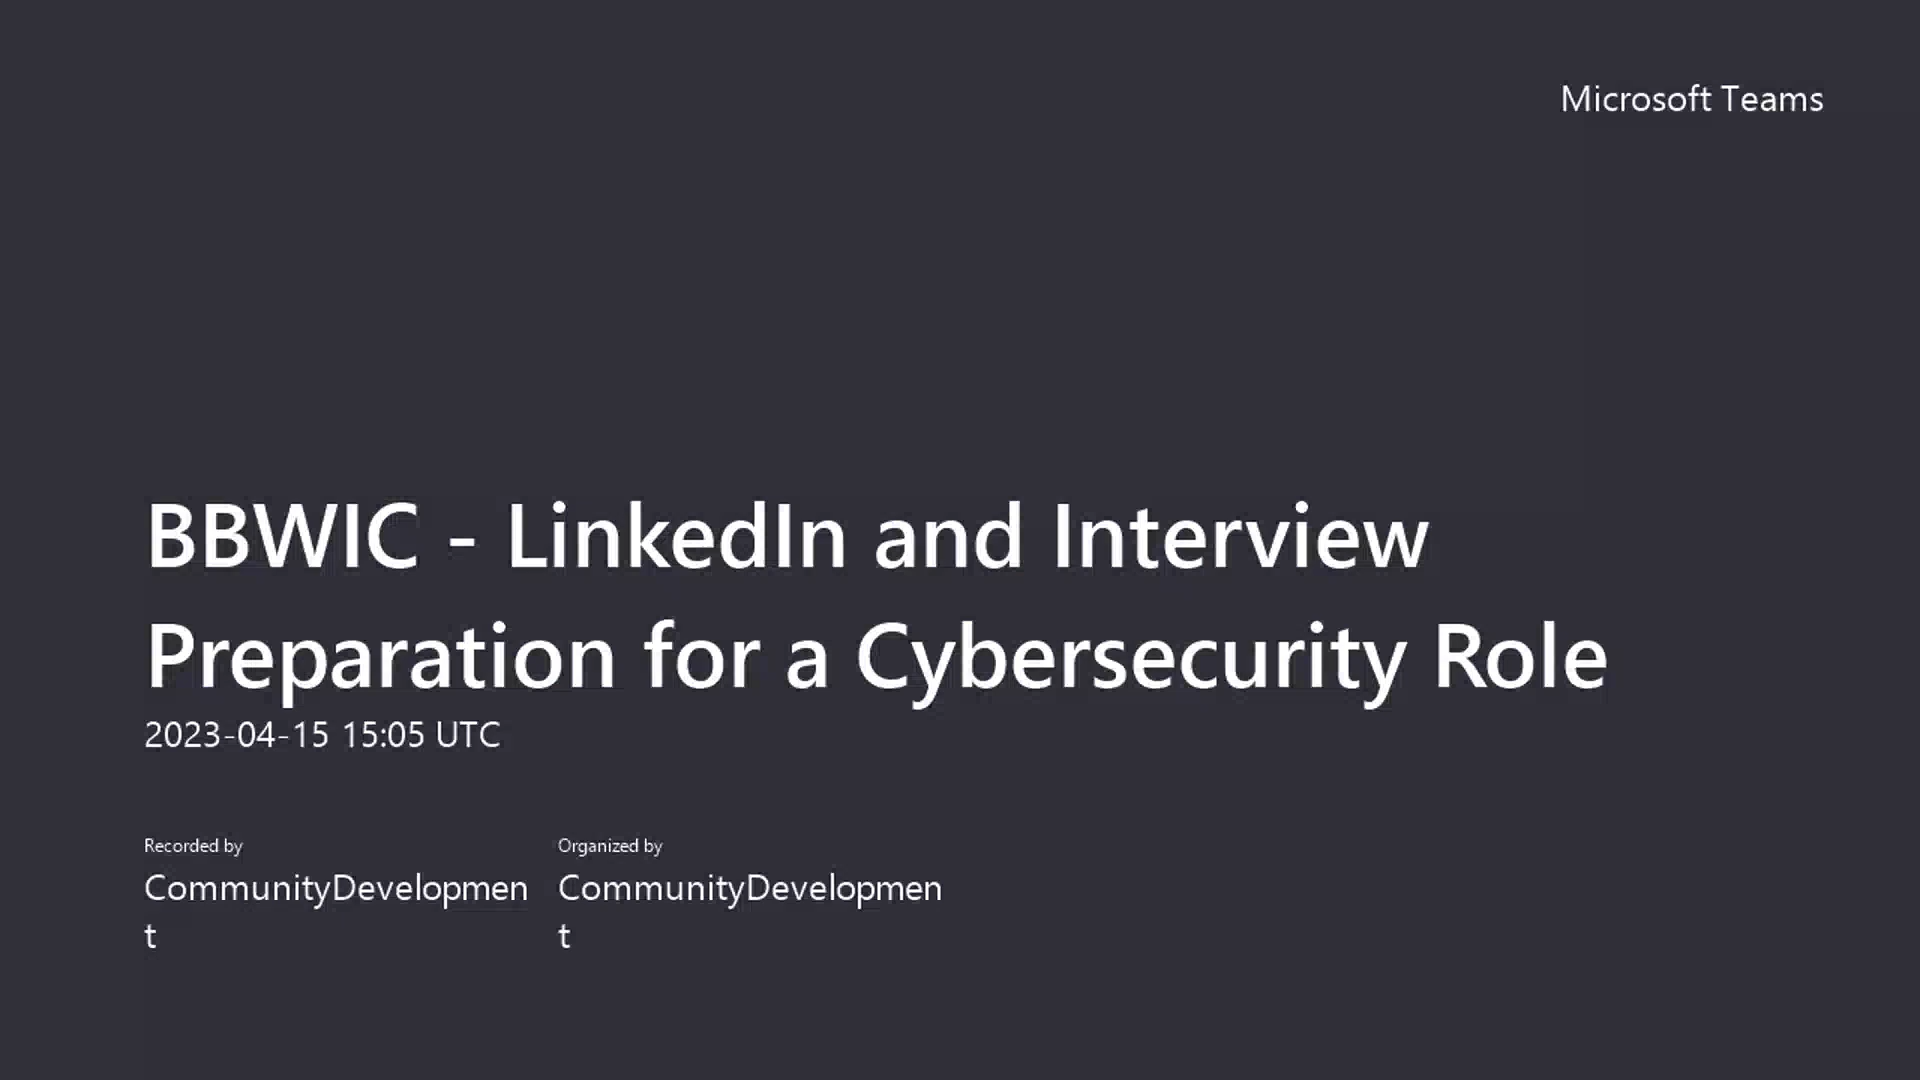 Microsoft Teams
BBWIC - LinkedIn and Interview
Preparation for a Cybersecurity Role
2023-04-15 15:05 UTC
Recorded by
CommunityDevelopmen
t
Organized by
CommunityDevelopmen
t